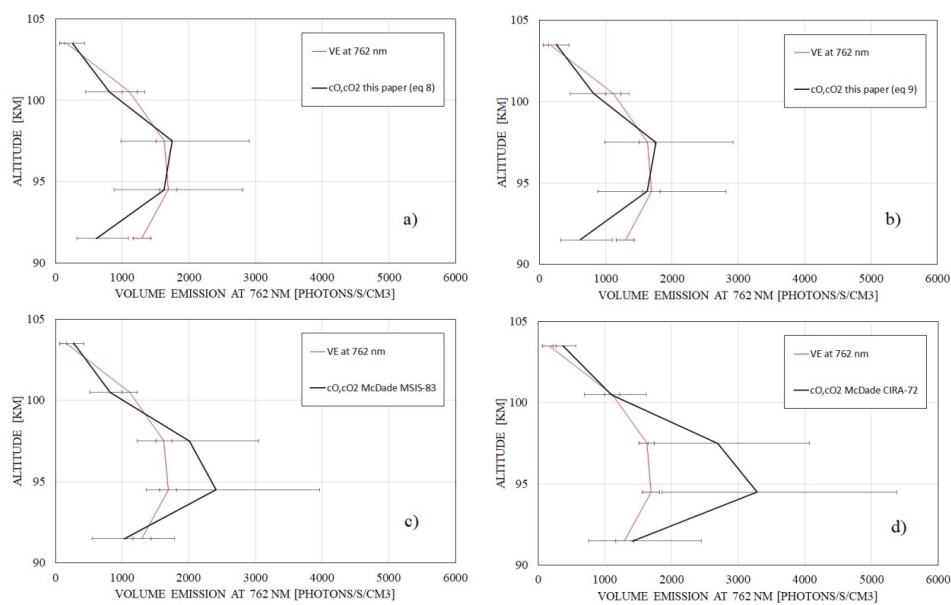 105
100
95
90
ALTITUDE [KM]
VE at 762 nm
cO,cO2 this paper (eq 8)
a)
0 1000 2000 3000 4000 5000 6000
VOLUME EMISSION AT 762 NM [PHOTONS/S/CM3]
105
100
95
90
ALTITUDE [KM]
VE at 762 nm
cO,cO2 this paper (eq 9)
b)
0 1000 2000 3000 4000 5000 6000
VOLUME EMISSION AT 762 NM [PHOTONS/S/CM3]
105
100
95
90
ALTITUDE [KM]
VE at 762 nm
cO,cO2 McDade MSIS-83
c)
0 1000 2000 3000 4000 5000 6000
VOLUME EMISSION AT 762 NM [PHOTONS/S/CM3]
105
100
95
90
ALTITUDE [KM]
VE at 762 nm
cO,cO2 McDade CIRA-72
d)
0 1000 2000 3000 4000 5000 6000
VOLUME EMISSION AT 762 NM [PHOTONS/S/CM3]